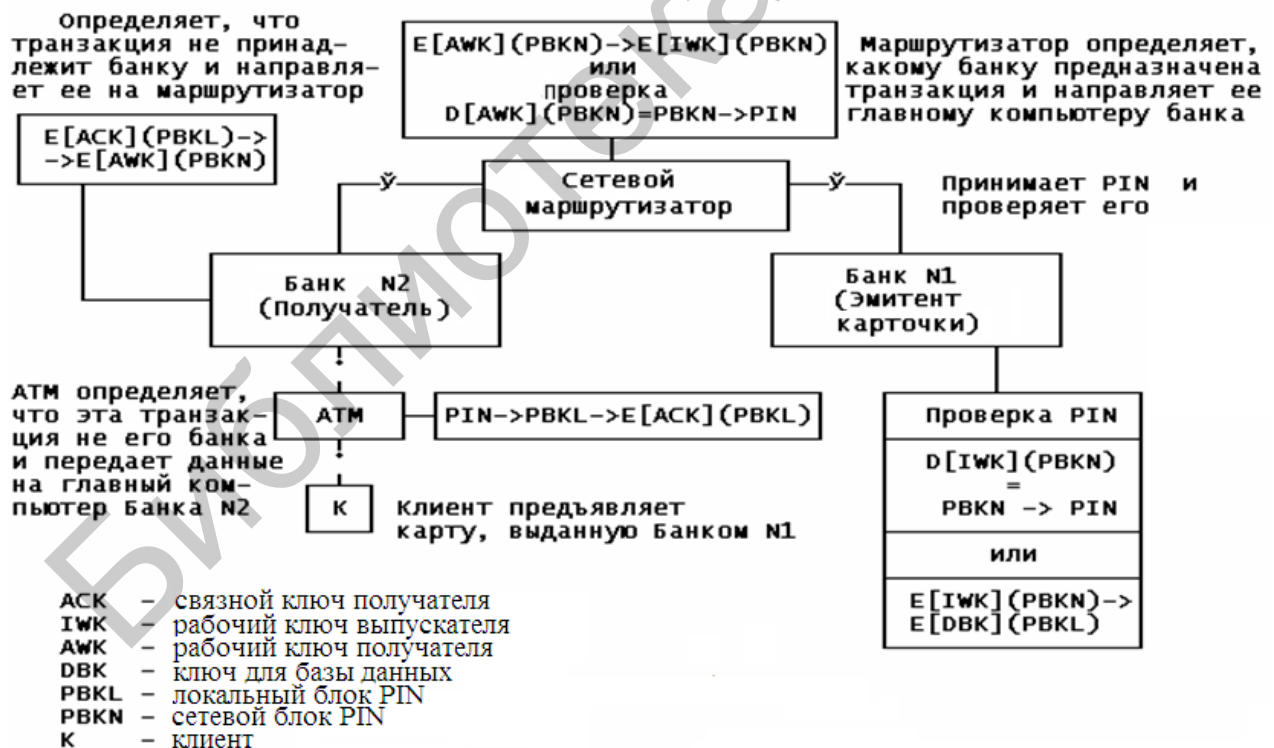 Определяет, что
транзакция не принад-
лежит банку и направля-
ет ее на маршрутизатор
E[AWK](PBKN)->E[IWK](PBKN)
или
проверка
D[AWK](PBKN)=PBKN->PIN
Маршрутизатор определяет,
какому банку предназначена
транзакция и направляет ее
главному компьютеру банка
E[ACK](PBKL)->
->E[AWK](PBKN)
ў
Сетевой
маршрутизатор
ў
Принимает PIN и
проверяет его
Банк N2
(Получатель)
Банк N1
(Эмитент
карточки)
АТМ определяет,
что эта транзак-
ция не его банка
и передает данные
на главный ком-
пьютер Банка N2
!
АТМ
PIN->PBKL->E[ACK](PBKL)
!
К
Клиент предъявляет
карту, выданную Банком N1
Проверка PIN
D[IWK](PBKN)
=
PBKN -> PIN
или
E[IWK](PBKN)->
E[DBK](PBKL)
ACK – связной ключ получателя
IWK – рабочий ключ выпускателя
AWK – рабочий ключ получателя
DBK – ключ для базы данных
PBKL – локальный блок PIN
PBKN – сетевой блок PIN
К – клиент
Библиотека